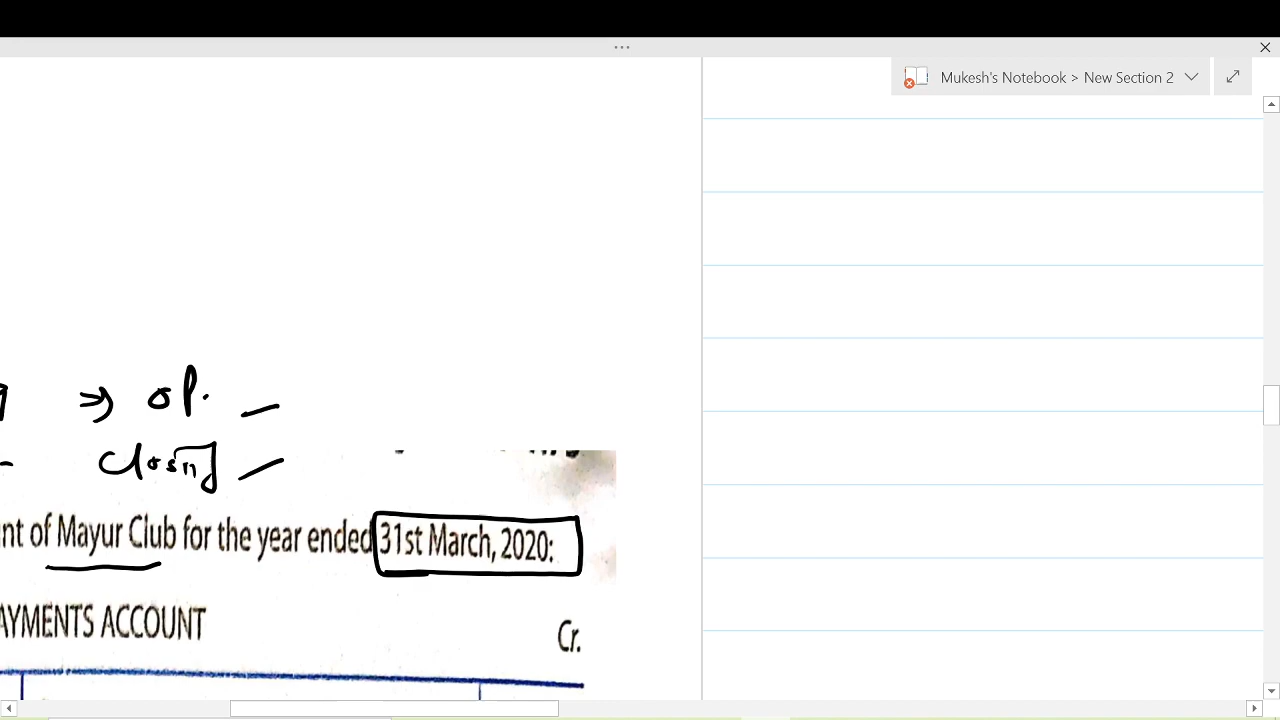 Mukesh's Notebook > New Section 2
⇒ op.
closing
nt of Mayur Club for the year ended 31st March, 2020:
AYMENTS ACCOUNT
Cr.